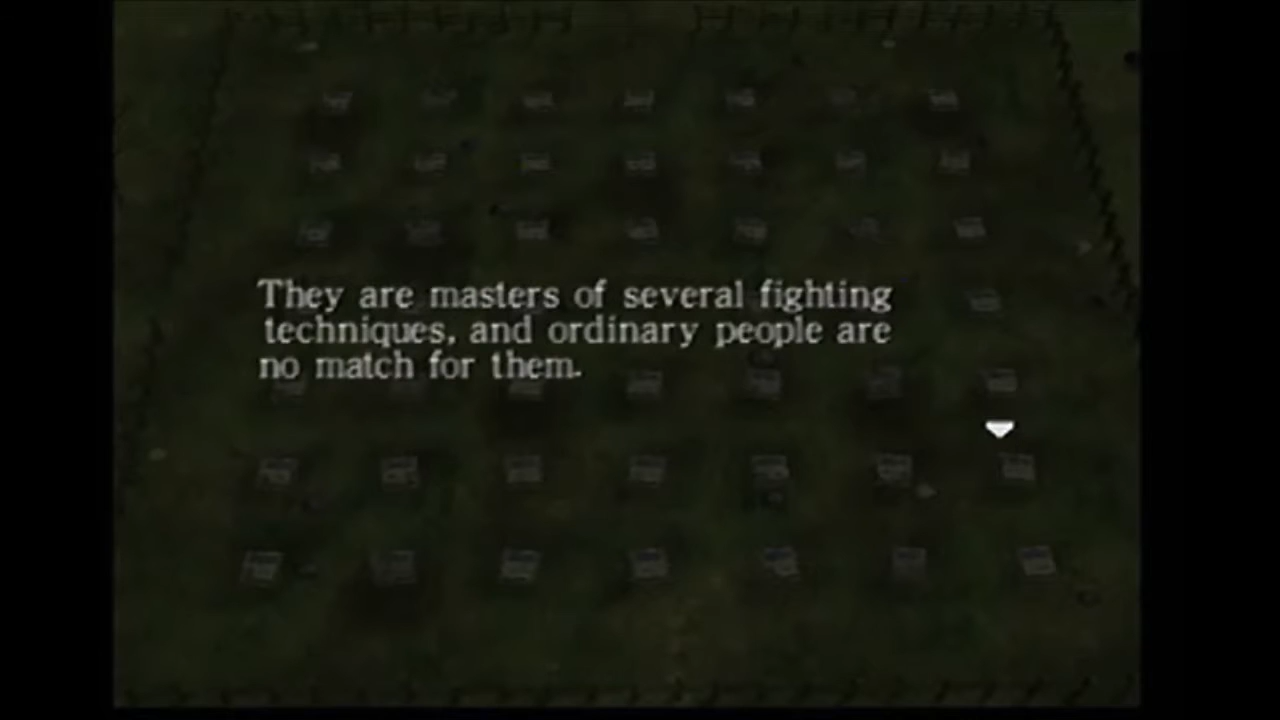 They are masters of several fighting
techniques, and ordinary people are
no match for them.